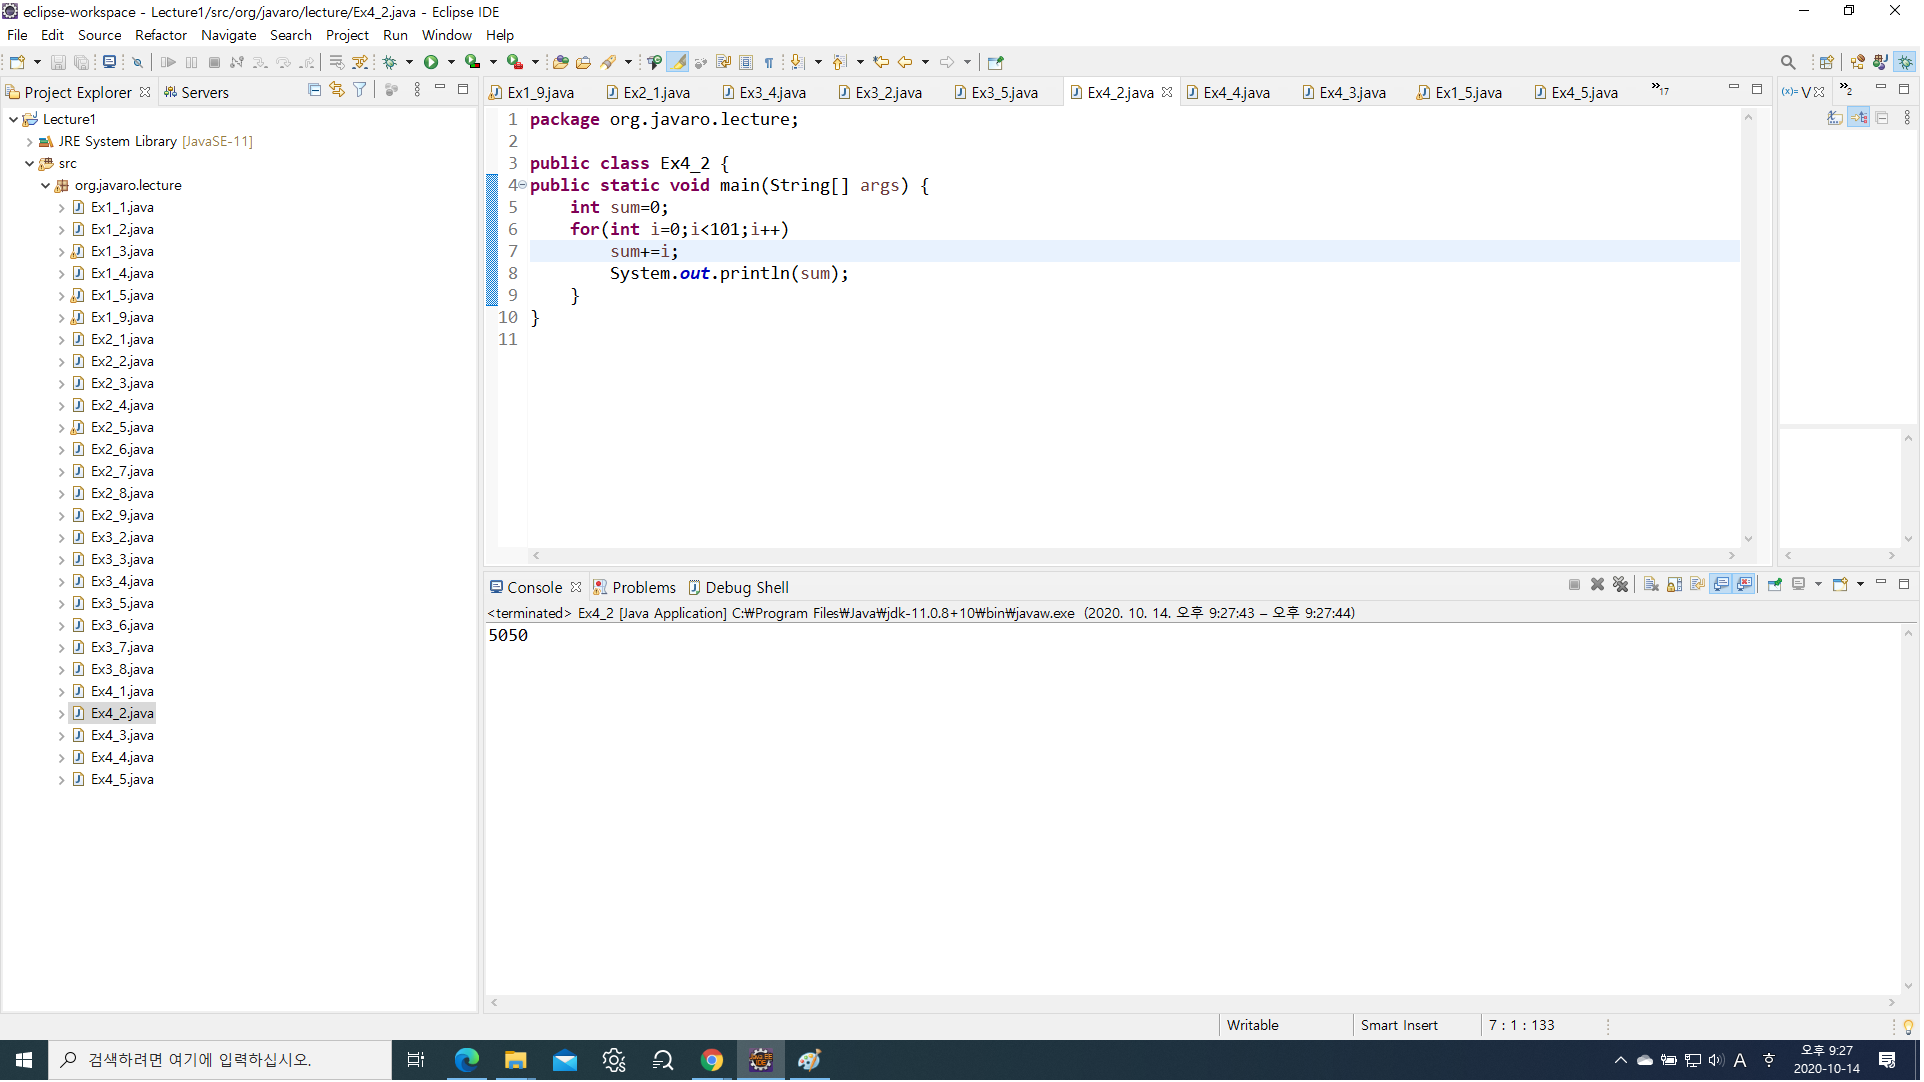 eclipse-workspace - Lecture1/src/org/javaro/lecture/Ex4_2.java - Eclipse IDE
File Edit Source Refactor Navigate Search Project Run Window Help
Project Explorer Servers
Ex1_9.java Ex2_1.java Ex3_4.java Ex3_2.java Ex3_5.java Ex4_2.java Ex4_4.java Ex4_3.java Ex1_5.java Ex4_5.java »17
(x)= V »2
Lecture1
JRE System Library [JavaSE-11]
src
org.javaro.lecture
Ex1_1.java
Ex1_2.java
Ex1_3.java
Ex1_4.java
Ex1_5.java
Ex1_9.java
Ex2_1.java
Ex2_2.java
Ex2_3.java
Ex2_4.java
Ex2_5.java
Ex2_6.java
Ex2_7.java
Ex2_8.java
Ex2_9.java
Ex3_2.java
Ex3_3.java
Ex3_4.java
Ex3_5.java
Ex3_6.java
Ex3_7.java
Ex3_8.java
Ex4_1.java
Ex4_2.java
Ex4_3.java
Ex4_4.java
Ex4_5.java
1 package org.javaro.lecture;
2
3 public class Ex4_2 {
4 public static void main(String[] args) {
5     int sum=0;
6     for(int i=0;i<101;i++)
7         sum+=i;
8         System.out.println(sum);
9     }
10 }
11
Console Problems Debug Shell
<terminated> Ex4_2 [Java Application] C:₩Program Files₩Java₩jdk-11.0.8+10₩bin₩javaw.exe (2020. 10. 14. 오후 9:27:43 – 오후 9:27:44)
5050
Writable Smart Insert 7 : 1 : 133
검색하려면 여기에 입력하십시오.
A 오후 9:27
2020-10-14